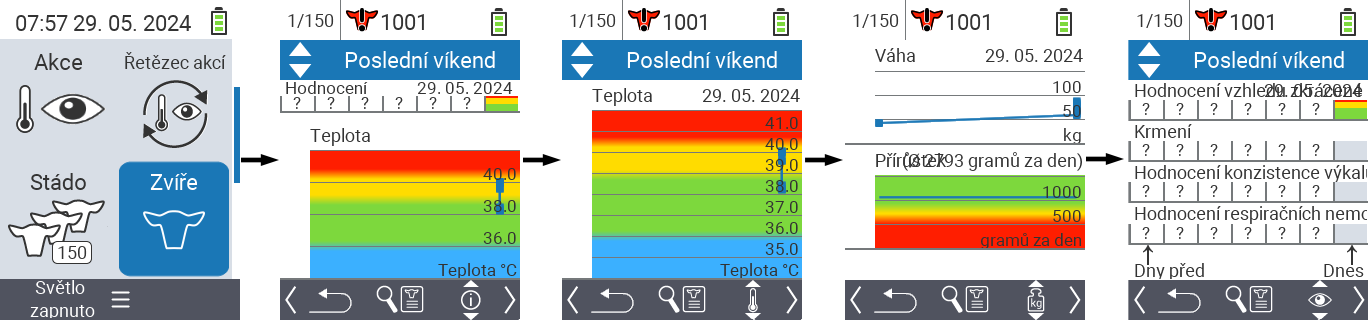 07:57 29. 05. 2024
Akce
Řetězec akcí
Stádo
150
Zvíře
Světlo
zapnuto
1/150
1001
Poslední víkend
Hodnocení 29. 05. 2024
? ? ? ? ? ?
Teplota
40.0
38.0
36.0
Teplota °C
1/150
1001
Poslední víkend
Teplota 29. 05. 2024
41.0
40.0
39.0
38.0
37.0
36.0
35.0
Teplota °C
1/150
1001
Váha 29. 05. 2024
100
50
kg
Přírůstek (Ø 2793 gramů za den)
1000
500
gramů za den
kg
1/150
1001
Poslední víkend
Hodnocení vzhledu zkráceně 29. 05. 2024
? ? ? ? ? ?
Krmení
? ? ? ? ? ?
Hodnocení konzistence výkalů
? ? ? ? ? ?
Hodnocení respiračních nemo
? ? ? ? ? ?
Dny před
Dnes